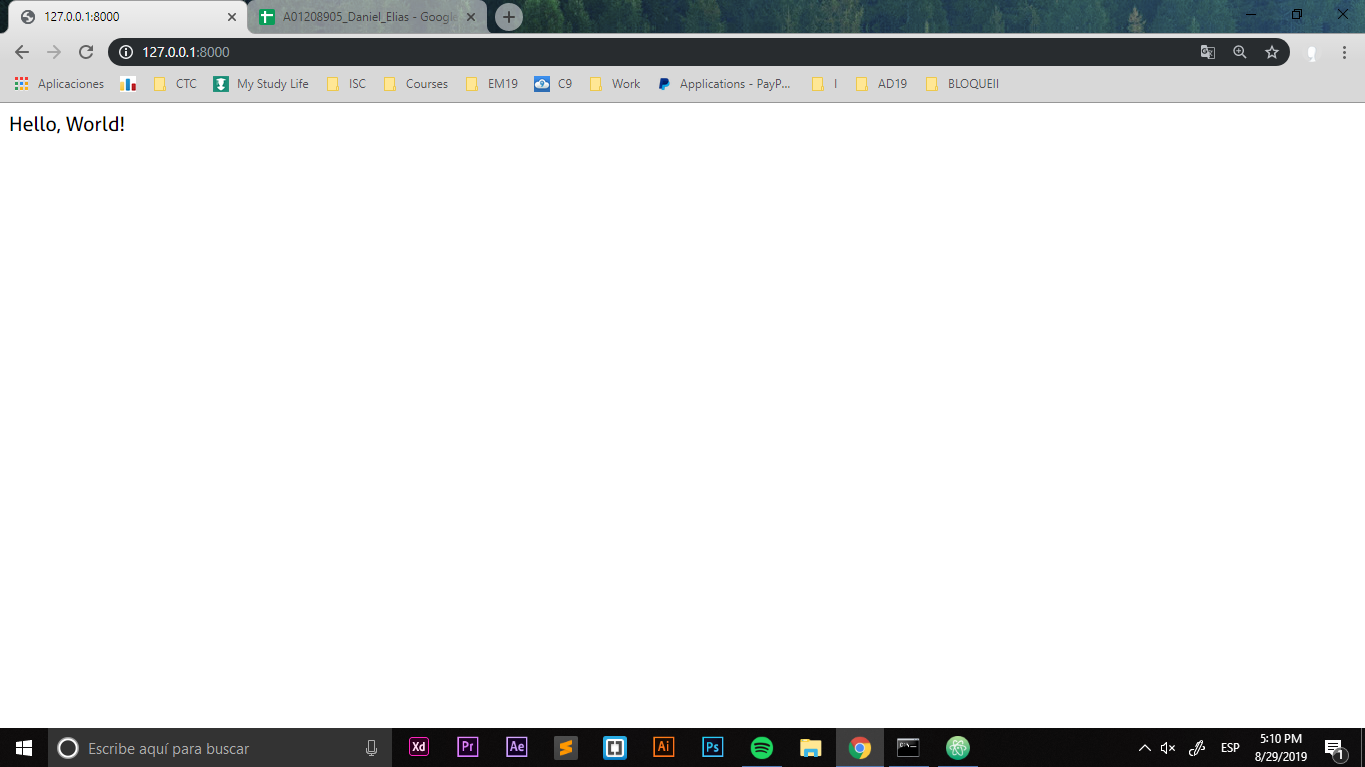 127.0.0.1:8000
A01208905_Daniel_Elias - Google
127.0.0.1:8000
Aplicaciones CTC My Study Life ISC Courses EM19 C9 Work Applications - PayP... I AD19 BLOQUEII
Hello, World!
Escribe aquí para buscar Xd Pr Ae Ai Ps ESP
5:10 PM
8/29/2019
1